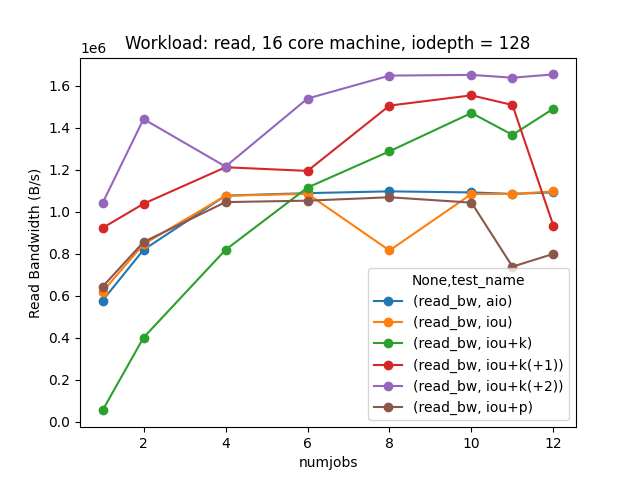 Workload: read, 16 core machine, iodepth = 128
1e6
1.6
1.4
1.2
1.0
0.8
0.6
0.4
0.2
0.0
Read Bandwidth (B/s)
None,test_name
(read_bw, aio)
(read_bw, iou)
(read_bw, iou+k)
(read_bw, iou+k(+1))
(read_bw, iou+k(+2))
(read_bw, iou+p)
2 4 6 8 10 12
numjobs